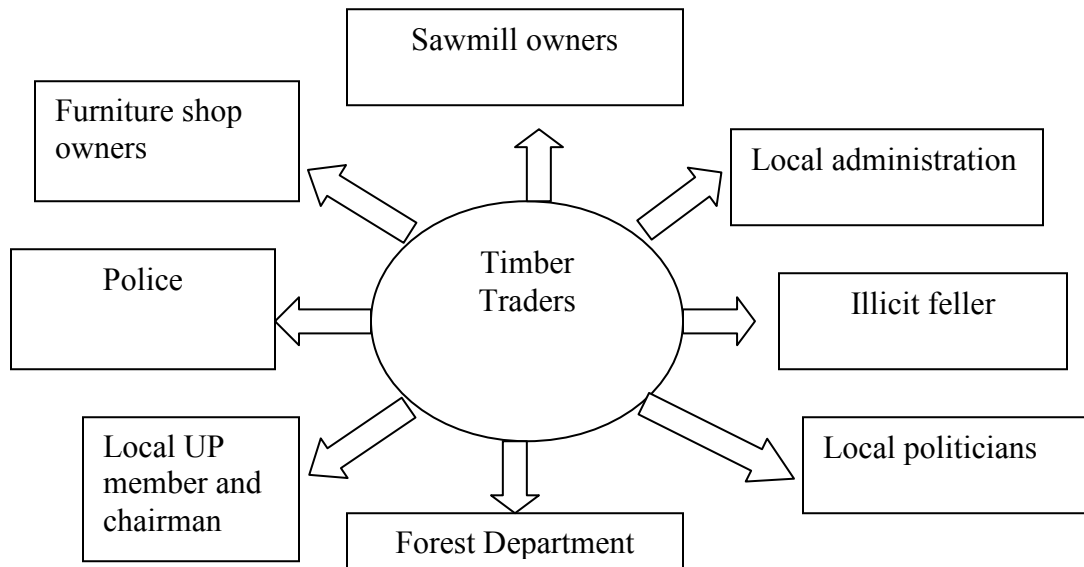 Sawmill owners
Furniture shop
owners
Local administration
Timber
Traders
Police
Illicit feller
Local UP
member and
chairman
Local politicians
Forest Department